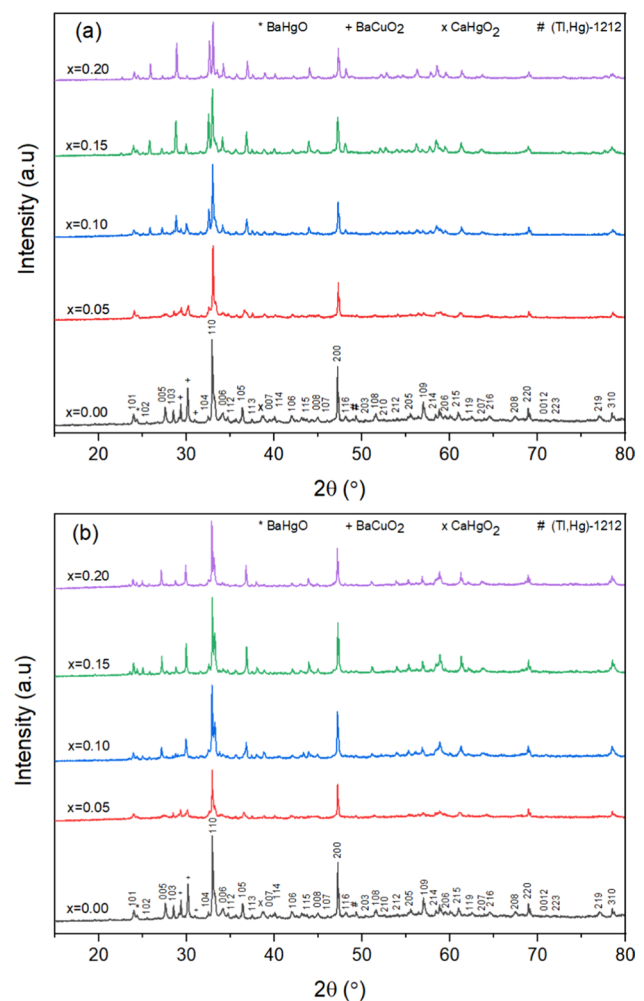 (a) * BaHgO + BaCuO₂ x CaHgO₂ # (Tl,Hg)-1212
x=0.20
x=0.15
x=0.10
x=0.05
x=0.00
101 * 102 005 103 + + + 104 110 006 112 105 113 x 007 114 106 115 008 107 200 116 ## 203 108 210 212 205 109 214 206 215 119 207 216 208 220 0012 223 219 310
Intensity (a.u)
20 30 40 50 60 70 80
2θ (°)
(b) * BaHgO + BaCuO₂ x CaHgO₂ # (Tl,Hg)-1212
x=0.20
x=0.15
x=0.10
x=0.05
x=0.00
101 * 102 005 103 + + + 104 110 006 112 105 113 x 007 114 106 115 008 107 200 116 # 203 108 210 212 205 109 214 206 215 119 207 216 208 220 0012 223 219 310
Intensity (a.u)
20 30 40 50 60 70 80
2θ (°)